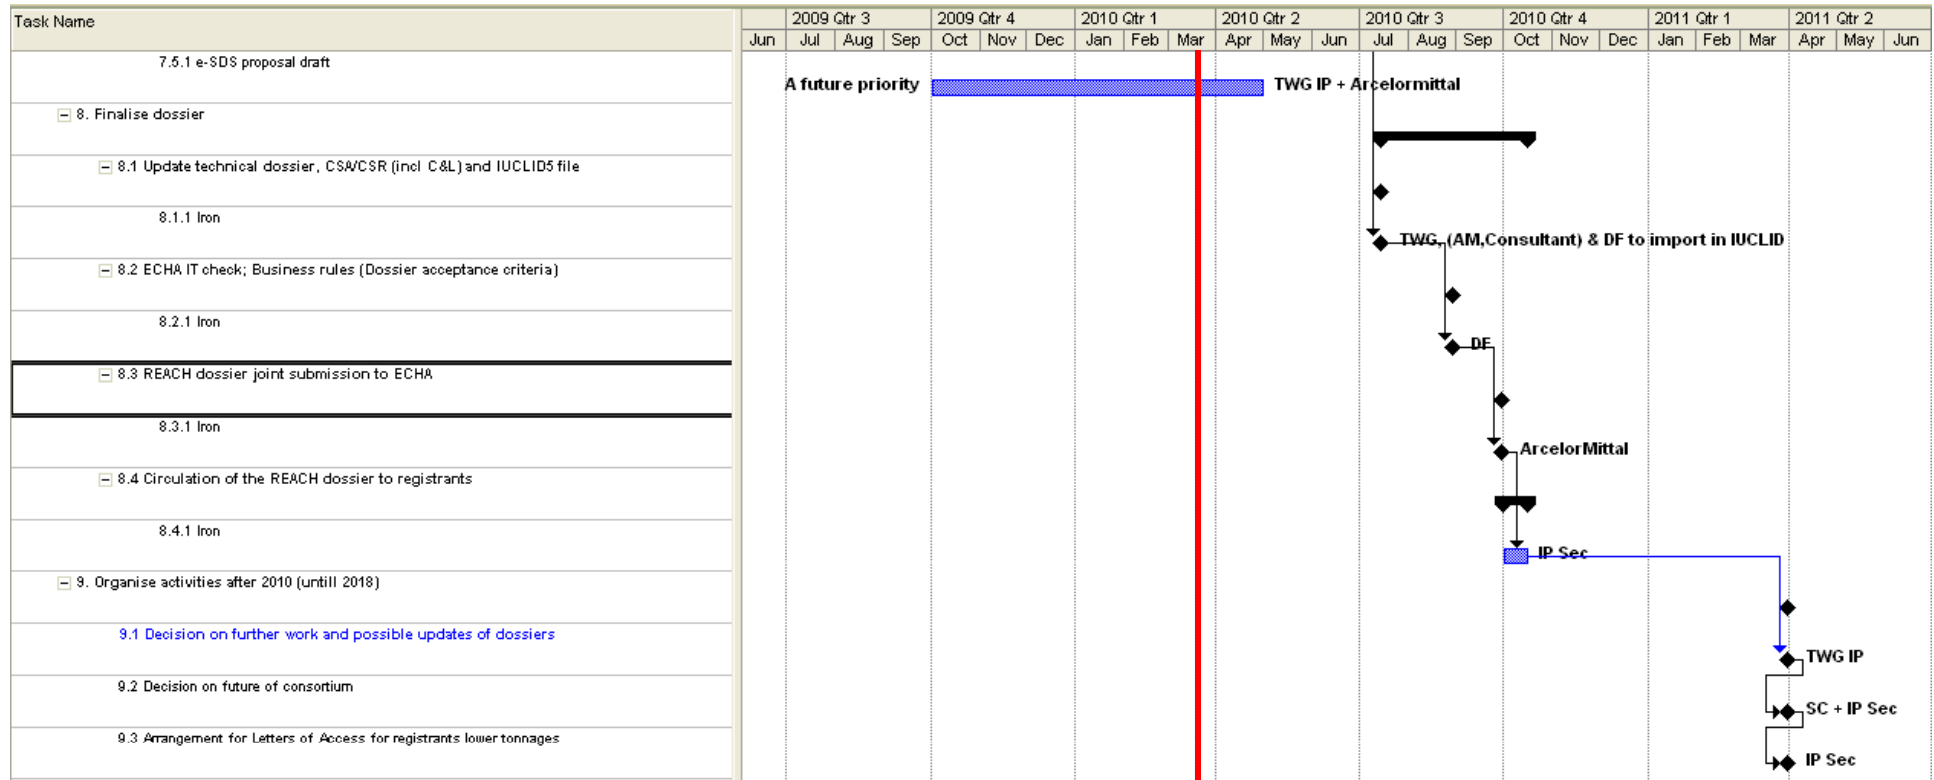 Task Name
2009 Qtr 3 2009 Qtr 4 2010 Qtr 1 2010 Qtr 2 2010 Qtr 3 2010 Qtr 4 2011 Qtr 1 2011 Qtr 2
Jun Jul Aug Sep Oct Nov Dec Jan Feb Mar Apr May Jun Jul Aug Sep Oct Nov Dec Jan Feb Mar Apr May Jun
7.5.1 e-SDS proposal draft
A future priority TWG IP + Arcelormittal
8. Finalise dossier
8.1 Update technical dossier, CSA/CSR (incl C&L) and IUCLID5 file
8.1.1 Iron
TWG, (AM,Consultant) & DF to import in IUCLID
8.2 ECHA IT check; Business rules (Dossier acceptance criteria)
8.2.1 Iron
DF
8.3 REACH dossier joint submission to ECHA
8.3.1 Iron
ArcelorMittal
8.4 Circulation of the REACH dossier to registrants
8.4.1 Iron
IP Sec
9. Organise activities after 2010 (untill 2018)
9.1 Decision on further work and possible updates of dossiers
TWG IP
9.2 Decision on future of consortium
SC + IP Sec
9.3 Arrangement for Letters of Access for registrants lower tonnages
IP Sec